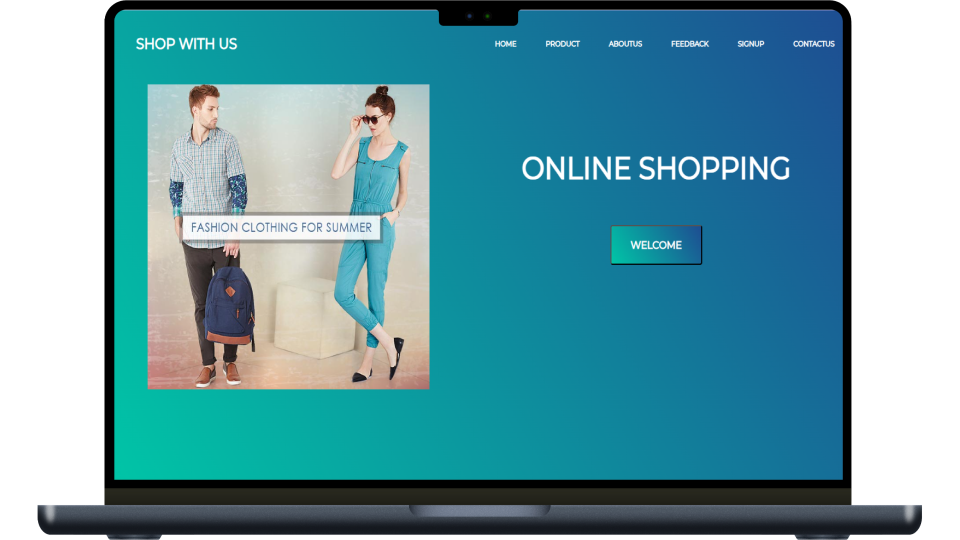 SHOP WITH US
HOME PRODUCT ABOUTUS FEEDBACK SIGNUP CONTACTUS
FASHION CLOTHING FOR SUMMER
ONLINE SHOPPING
WELCOME